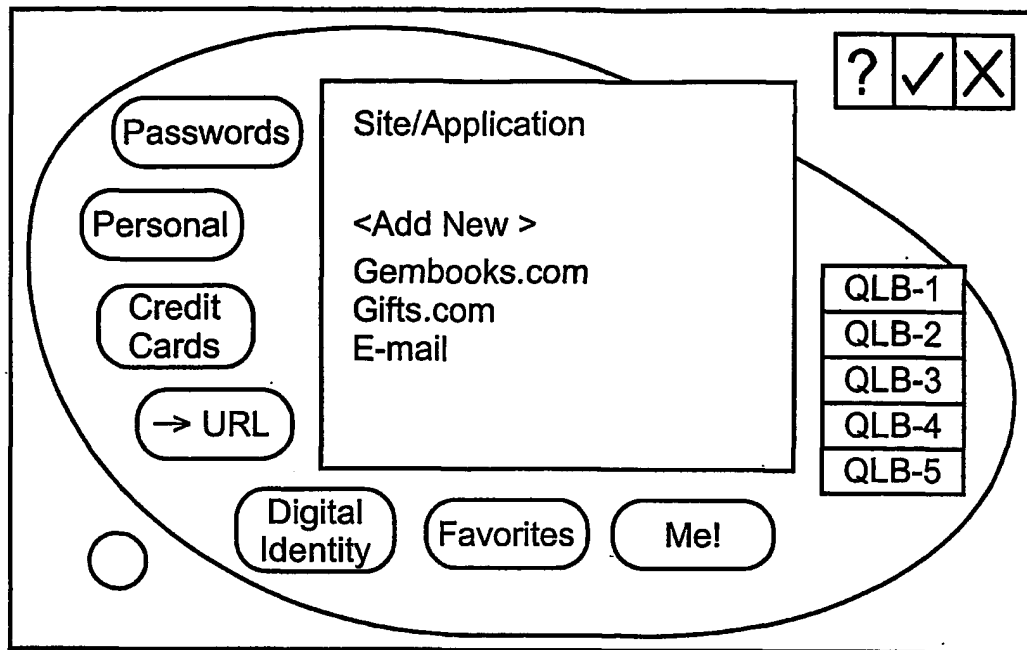 ?
Passwords
Personal
Credit
Cards
→ URL
Digital
Identity
Favorites
Me!
Site/Application
<Add New >
Gembooks.com
Gifts.com
E-mail
QLB-1
QLB-2
QLB-3
QLB-4
QLB-5